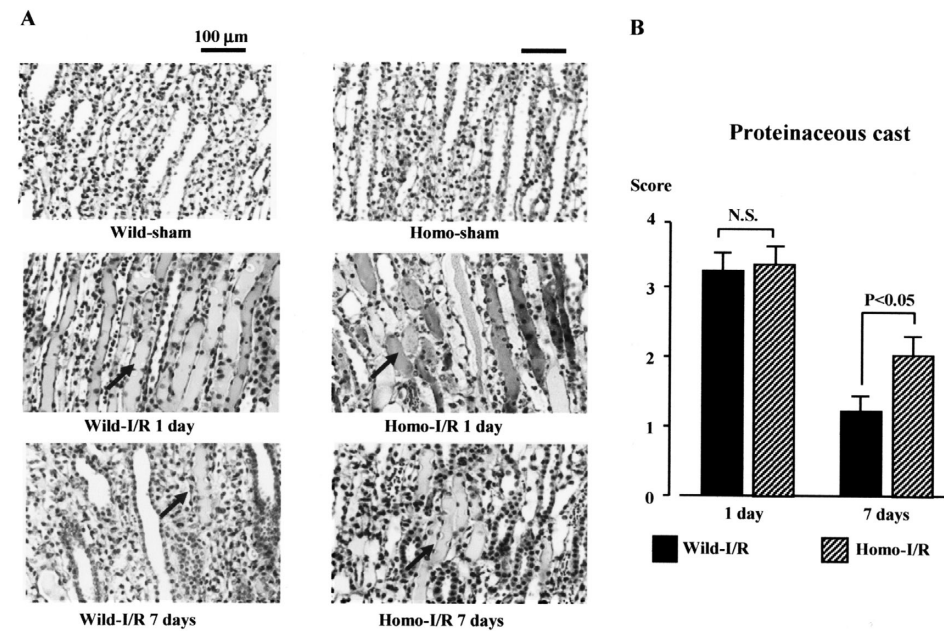 A
100 μm
Wild-sham
Homo-sham
Wild-I/R 1 day
Homo-I/R 1 day
Wild-I/R 7 days
Homo-I/R 7 days
B
Proteinaceous cast
Score
4
3
2
1
0
N.S.
P<0.05
1 day
7 days
Wild-I/R
Homo-I/R